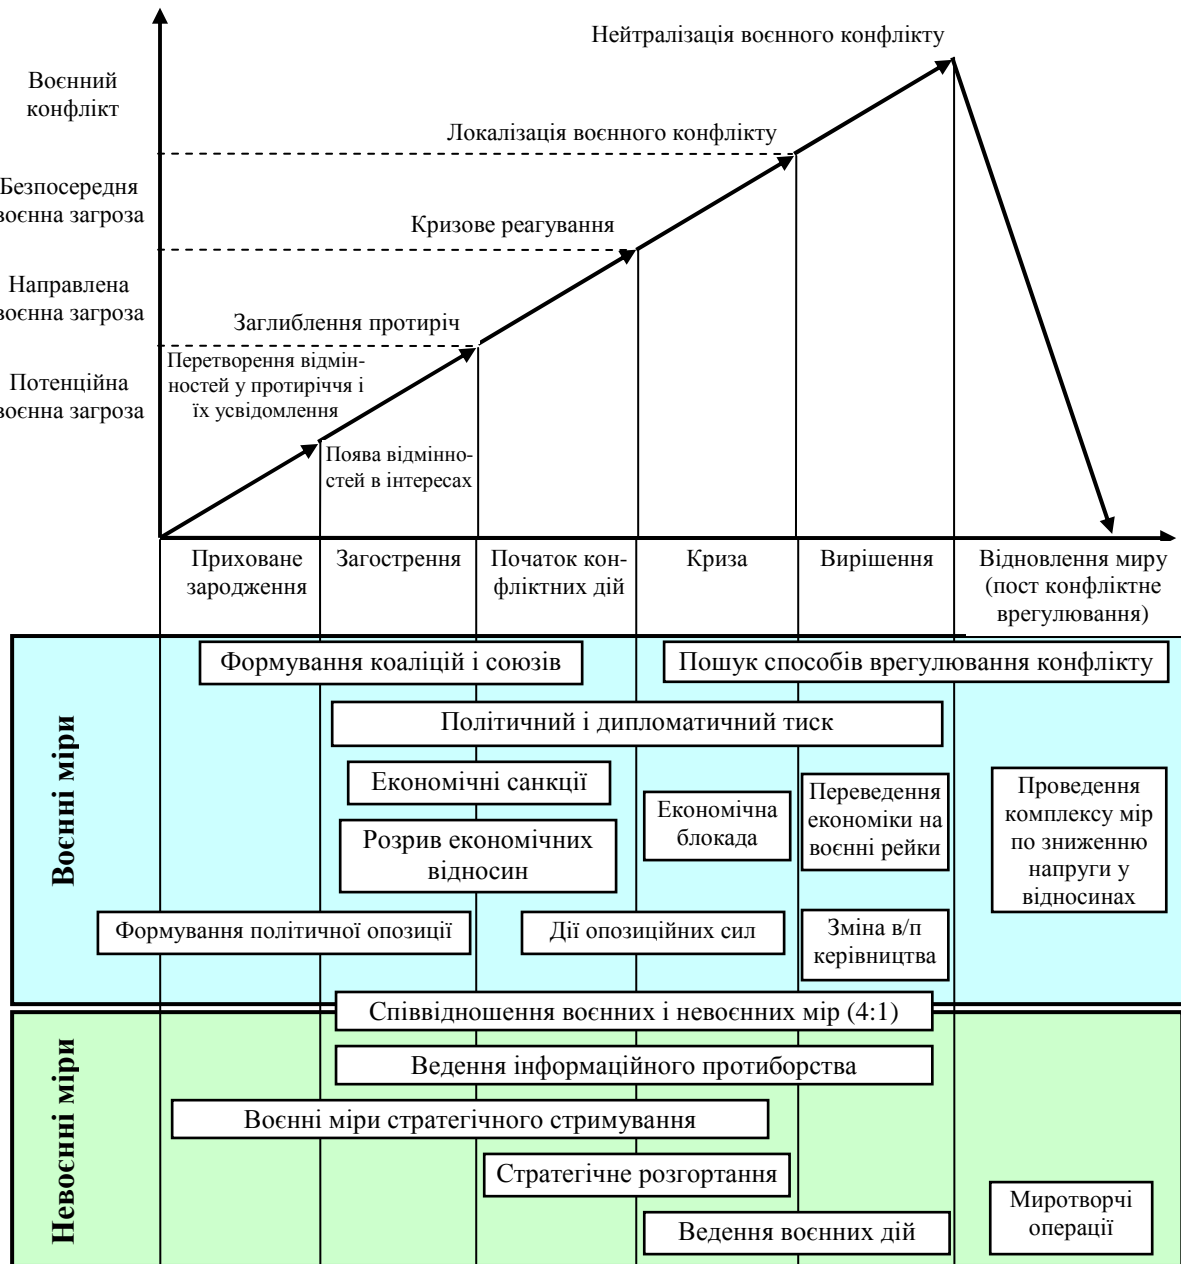 Нейтралізація воєнного конфлікту
Воєнний
конфлікт
Локалізація воєнного конфлікту
Безпосередня
воєнна загроза
Кризове реагування
Направлена
воєнна загроза
Заглиблення протиріч
Перетворення відмін-
ностей у протиріччя і
їх усвідомлення
Потенційна
воєнна загроза
Поява відмінно-
стей в інтересах
Приховане
зародження
Загострення
Початок кон-
фліктних дій
Криза
Вирішення
Відновлення миру
(пост конфліктне
врегулювання)
Воєнні міри
Формування коаліцій і союзів
Пошук способів врегулювання конфлікту
Політичний і дипломатичний тиск
Економічні санкції
Розрив економічних
відносин
Економічна
блокада
Переведення
економіки на
воєнні рейки
Проведення
комплексу мір
по зниженню
напруги у
відносинах
Формування політичної опозиції
Дії опозиційних сил
Зміна в/п
керівництва
Співвідношення воєнних і невоєнних мір (4:1)
Невоєнні міри
Ведення інформаційного протиборства
Воєнні міри стратегічного стримування
Стратегічне розгортання
Ведення воєнних дій
Миротворчі
операції